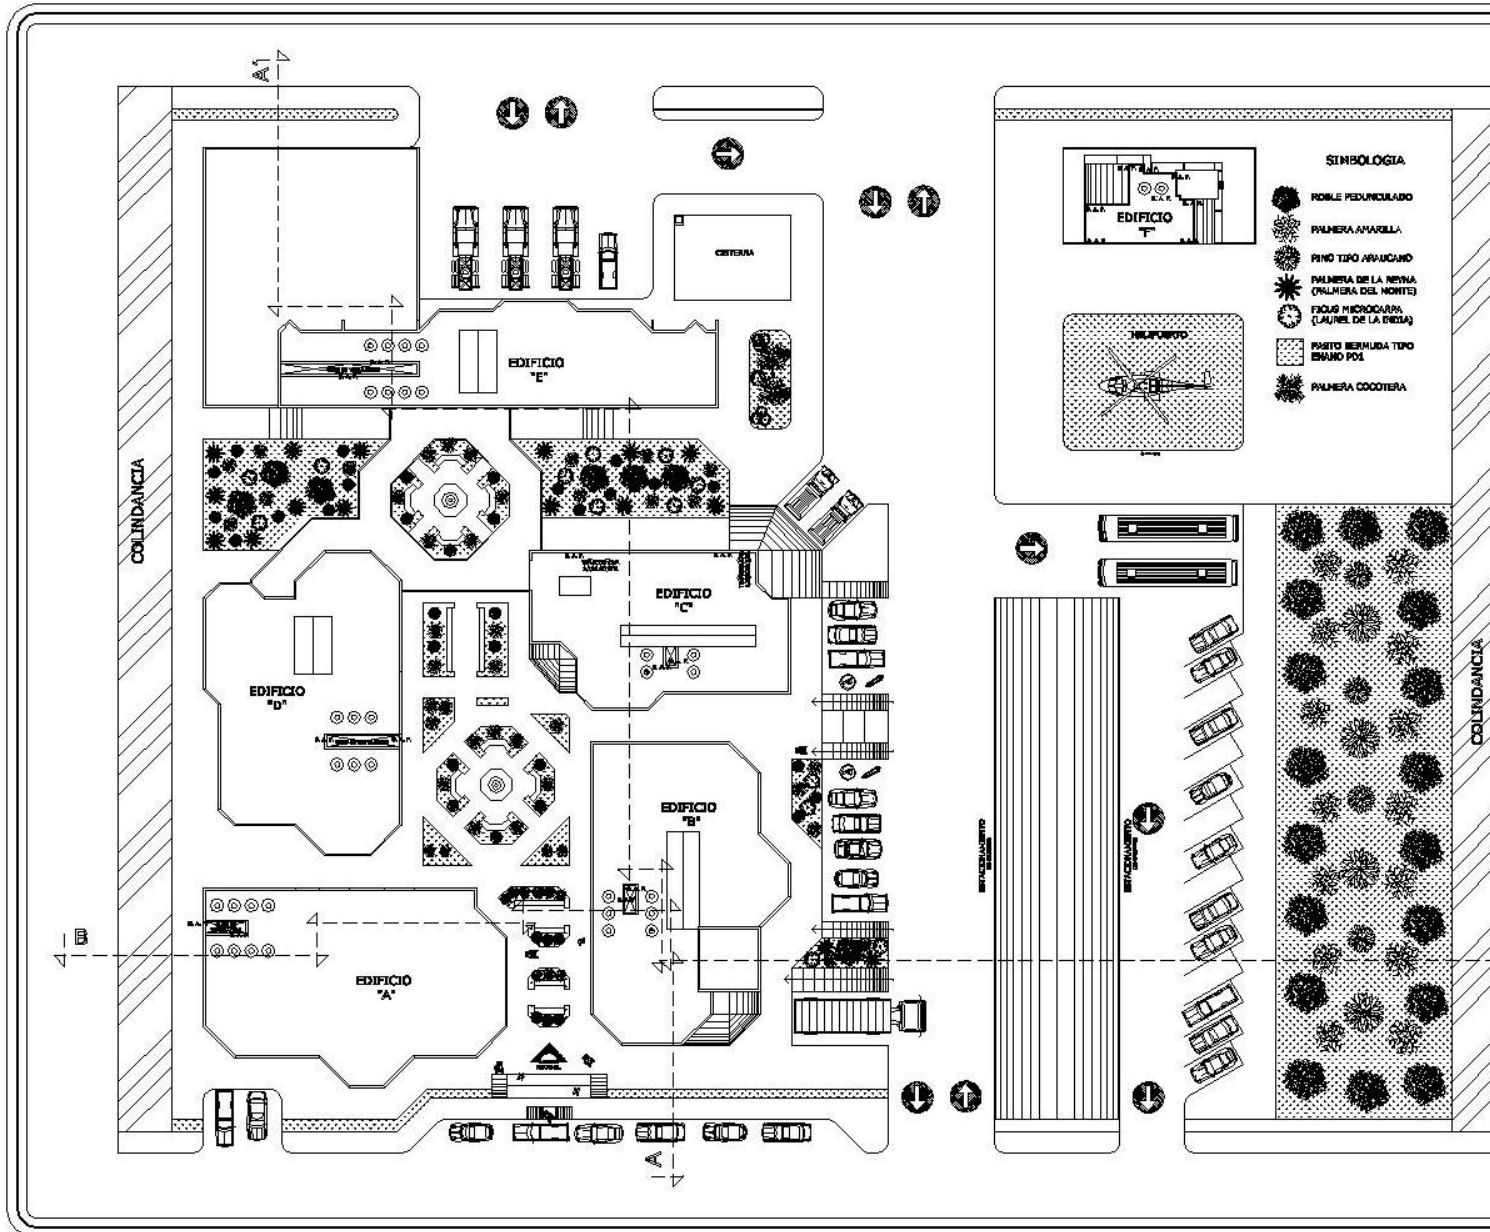 A1
SIMBOLOGIA
ROBLE PEDUNCULADO
PALMERA AMARILLA
PINO TIPO ARAUCANO
PALMERA DE LA REYNA
(PALMERA DEL NORTE)
FICUS MICROCARPA
(LAUREL DE LA INDIA)
PASTO BERMUDA TIPO
ENANO PD1
PALMERA COCOTERA
EDIFICIO
"F"
CISTERNA
HELIPUERTO
EDIFICIO
"E"
COLINDANCIA
EDIFICIO
"C"
EDIFICIO
"D"
COLINDANCIA
EDIFICIO
"B"
ESTACIONAMIENTO
ESTACIONAMIENTO
B
EDIFICIO
"A"
A